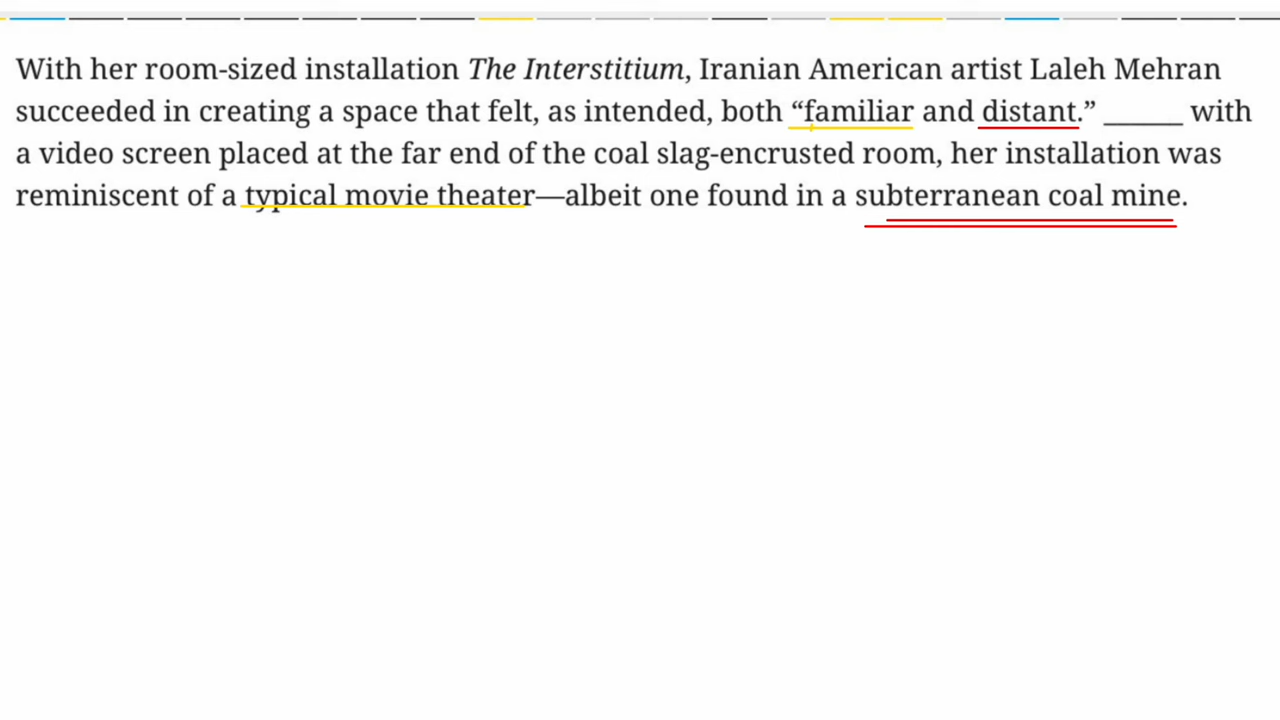 With her room-sized installation The Interstitium, Iranian American artist Laleh Mehran
succeeded in creating a space that felt, as intended, both “familiar and distant.” ______ with
a video screen placed at the far end of the coal slag-encrusted room, her installation was
reminiscent of a typical movie theater—albeit one found in a subterranean coal mine.